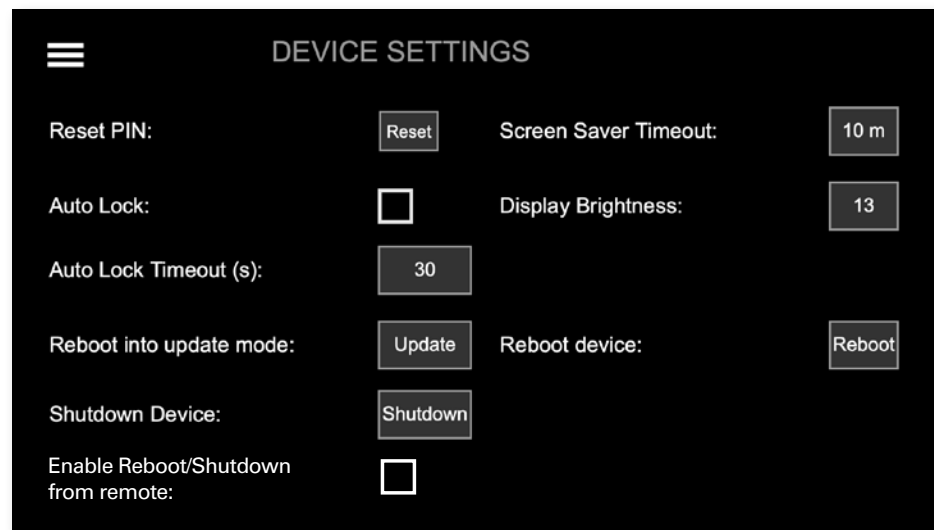 DEVICE SETTINGS
Reset PIN: Reset Screen Saver Timeout: 10 m
Auto Lock: Display Brightness: 13
Auto Lock Timeout (s): 30
Reboot into update mode: Update Reboot device: Reboot
Shutdown Device: Shutdown
Enable Reboot/Shutdown
from remote: